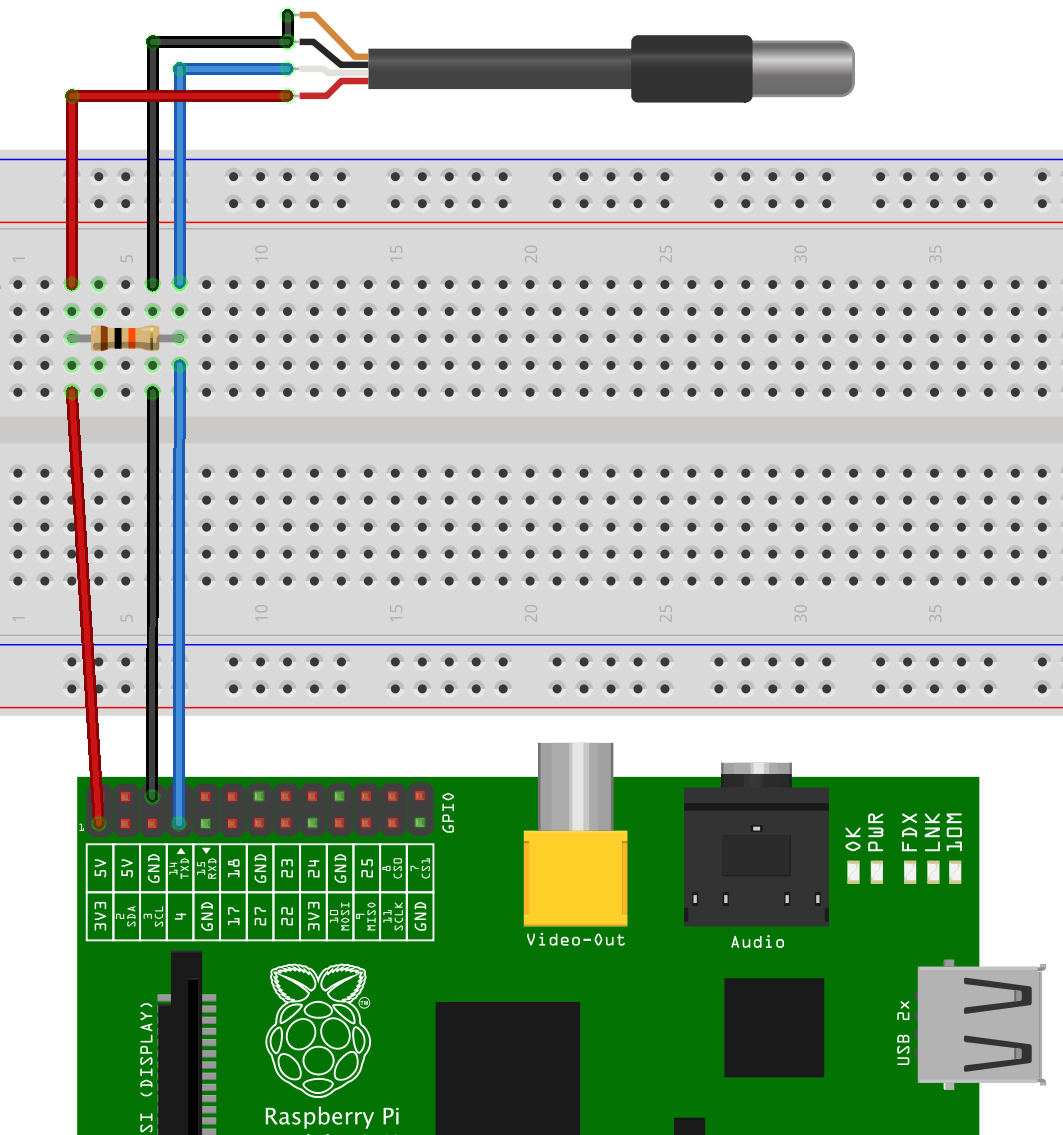 1 5 10 15 20 25 30 35
1 5 10 15 20 25 30 35
1
GPIO
5V 5V GND 14 TXD 15 RXD 18 GND 23 24 GND 25 8 CS0 7 CS1
3V3 2 SDA 3 SCL 4 GND 17 27 22 3V3 10 MOSI 9 MISO 11 SCLK GND
OK PWR FDX LNK 10M
Video-Out
Audio
USB 2x
SI (DISPLAY)
TM
Raspberry Pi